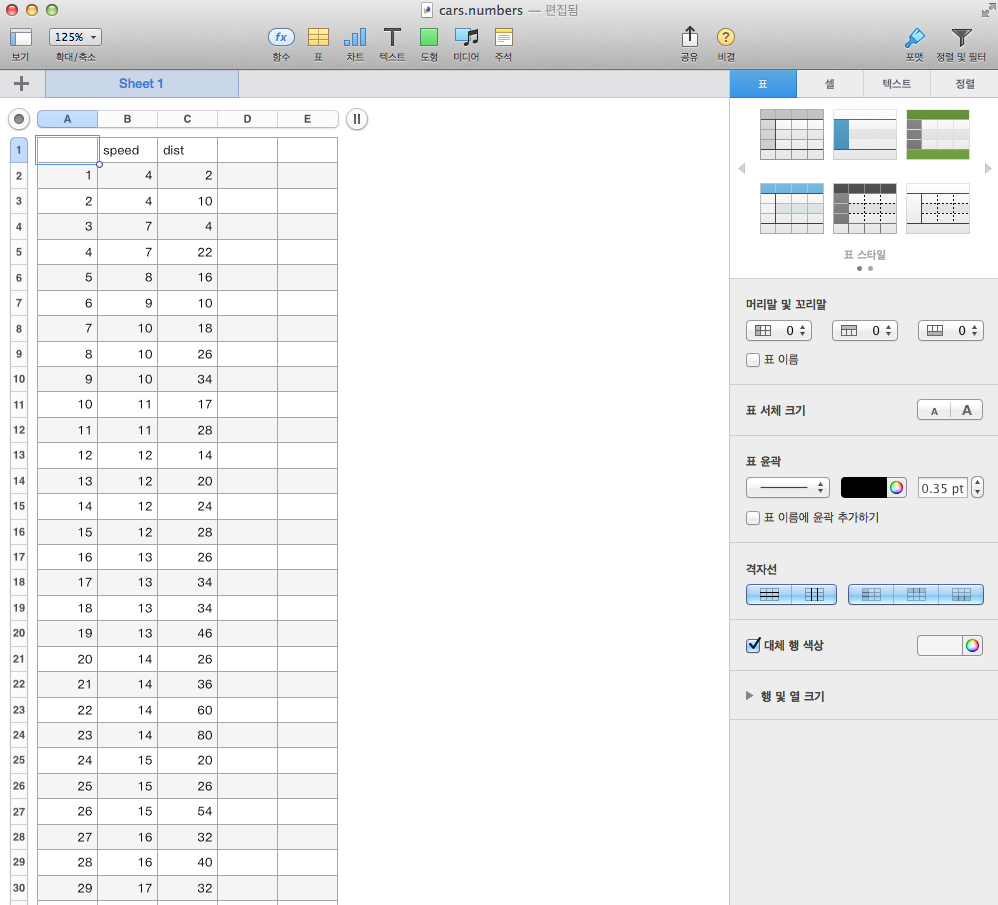 cars.numbers — 편집됨
125%
보기 확대/축소 함수 표 차트 텍스트 도형 미디어 주석 공유 비결 포맷 정렬 및 필터
fx
?
+ Sheet 1 표 셀 텍스트 정렬
A B C D E
1 speed dist
2 1 4 2
3 2 4 10
4 3 7 4
5 4 7 22
6 5 8 16
7 6 9 10
8 7 10 18
9 8 10 26
10 9 10 34
11 10 11 17
12 11 11 28
13 12 12 14
14 13 12 20
15 14 12 24
16 15 12 28
17 16 13 26
18 17 13 34
19 18 13 34
20 19 13 46
21 20 14 26
22 21 14 36
23 22 14 60
24 23 14 80
25 24 15 20
26 25 15 26
27 26 15 54
28 27 16 32
29 28 16 40
30 29 17 32
표 스타일
머리말 및 꼬리말
0 0 0
표 이름
표 서체 크기 A A
표 윤곽
0.35 pt
표 이름에 윤곽 추가하기
격자선
대체 행 색상
행 및 열 크기